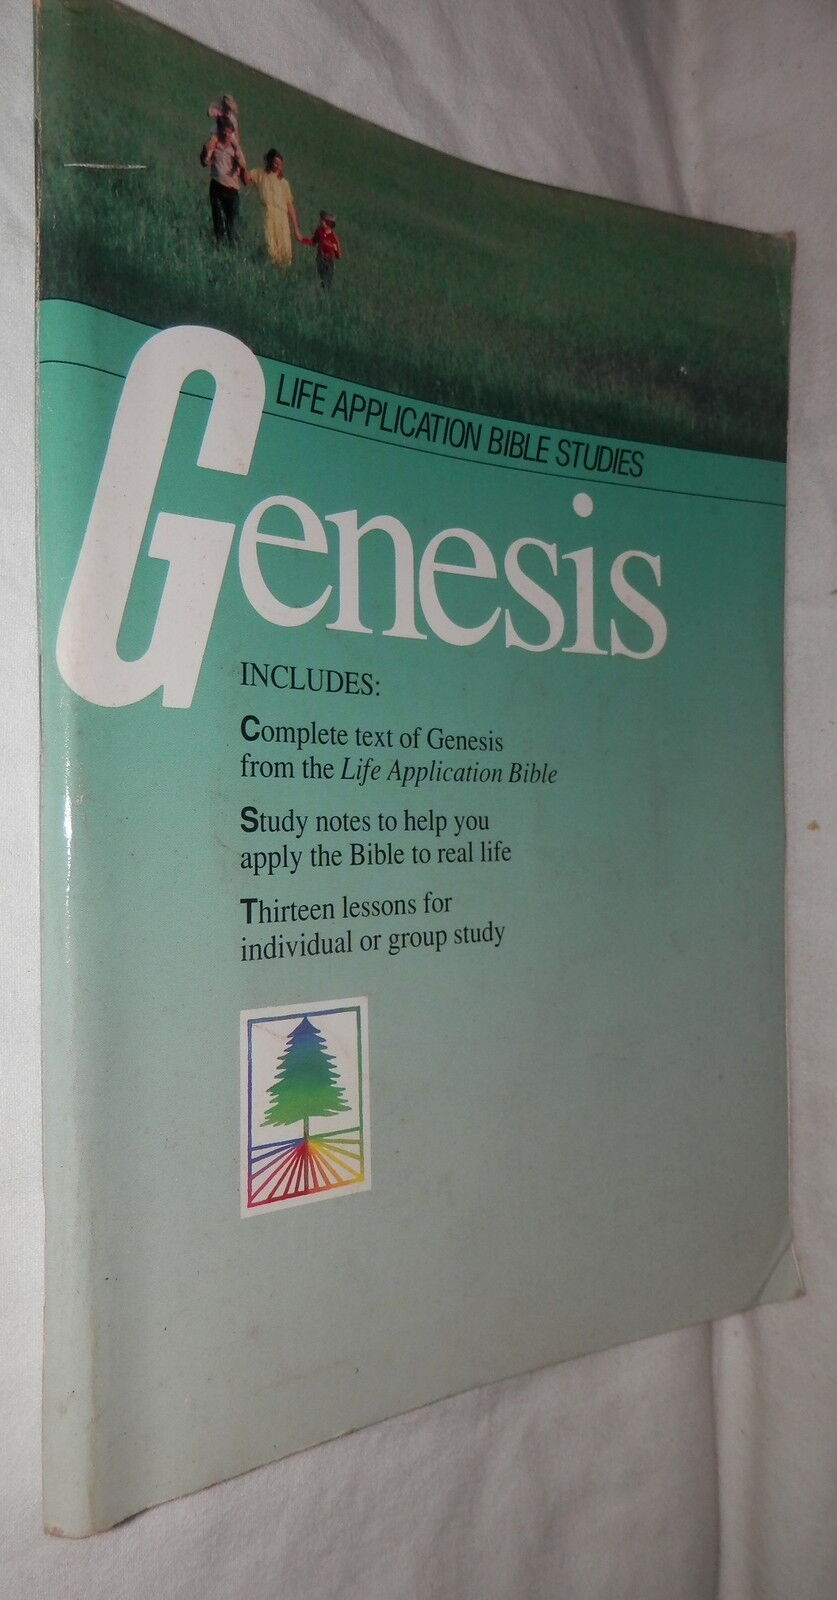 LIFE APPLICATION BIBLE STUDIES
Genesis
INCLUDES:
Complete text of Genesis
from the Life Application Bible
Study notes to help you
apply the Bible to real life
Thirteen lessons for
individual or group study